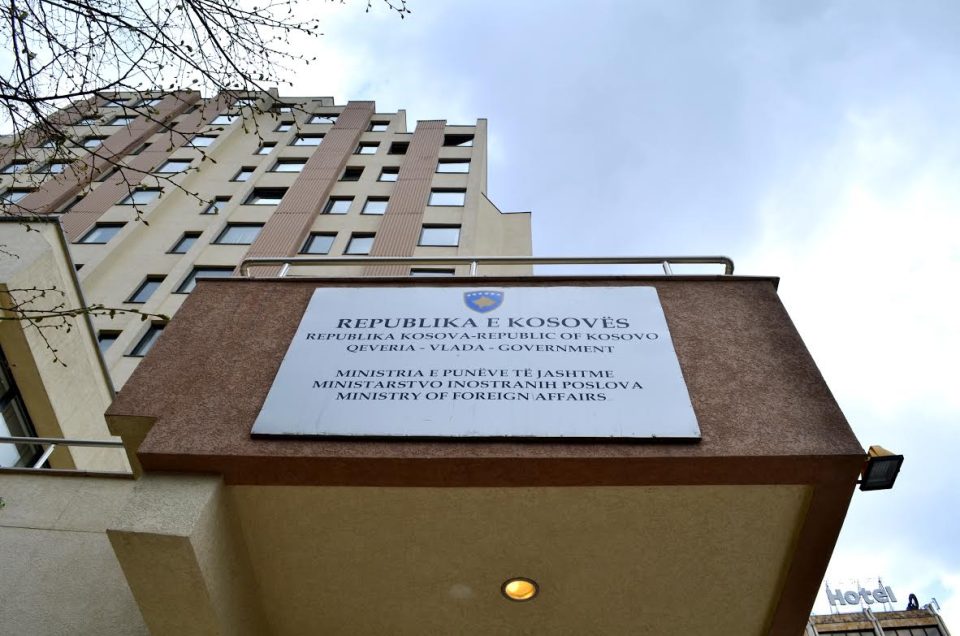 REPUBLIKA E KOSOVËS
REPUBLIKA KOSOVA-REPUBLIC OF KOSOVO
QEVERIA - VLADA - GOVERNMENT
MINISTRIA E PUNËVE TË JASHTME
MINISTARSTVO INOSTRANIH POSLOVA
MINISTRY OF FOREIGN AFFAIRS
Hotel